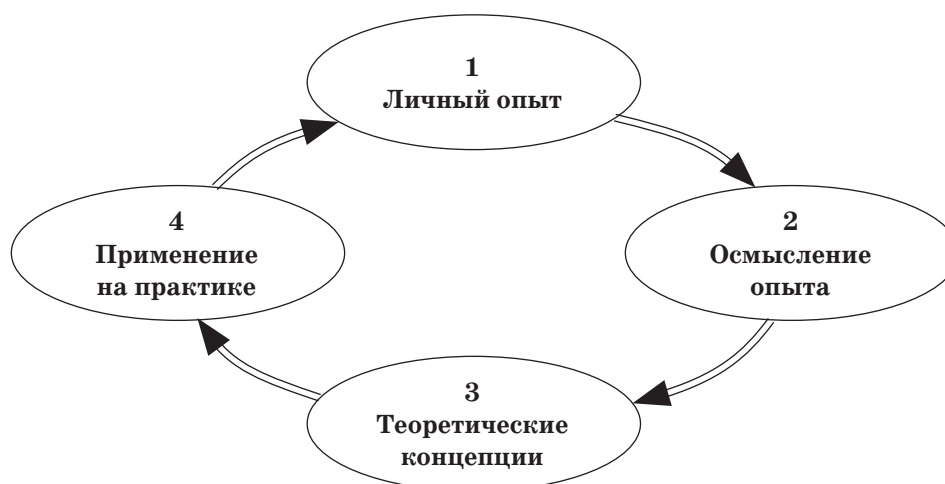 1
Личный опыт
2
Осмысление
опыта
3
Теоретические
концепции
4
Применение
на практике